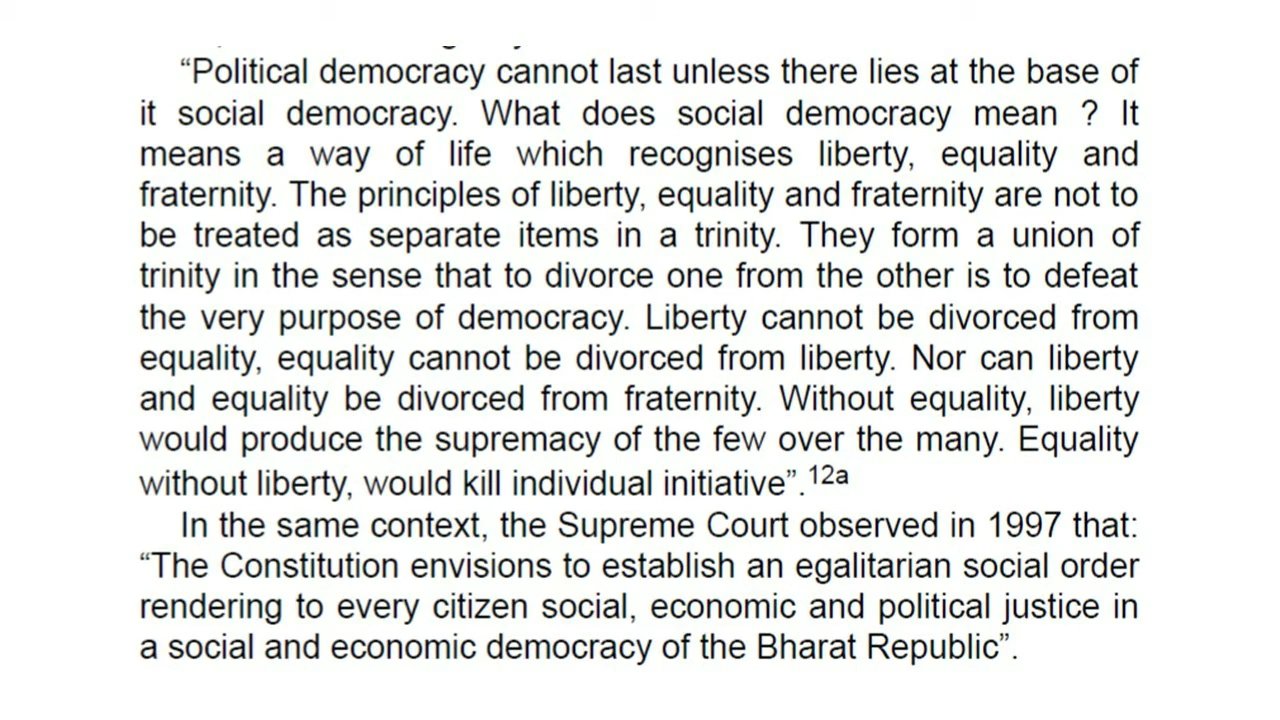 “Political democracy cannot last unless there lies at the base of
it social democracy. What does social democracy mean ? It
means a way of life which recognises liberty, equality and
fraternity. The principles of liberty, equality and fraternity are not to
be treated as separate items in a trinity. They form a union of
trinity in the sense that to divorce one from the other is to defeat
the very purpose of democracy. Liberty cannot be divorced from
equality, equality cannot be divorced from liberty. Nor can liberty
and equality be divorced from fraternity. Without equality, liberty
would produce the supremacy of the few over the many. Equality
without liberty, would kill individual initiative”.12a
In the same context, the Supreme Court observed in 1997 that:
“The Constitution envisions to establish an egalitarian social order
rendering to every citizen social, economic and political justice in
a social and economic democracy of the Bharat Republic”.